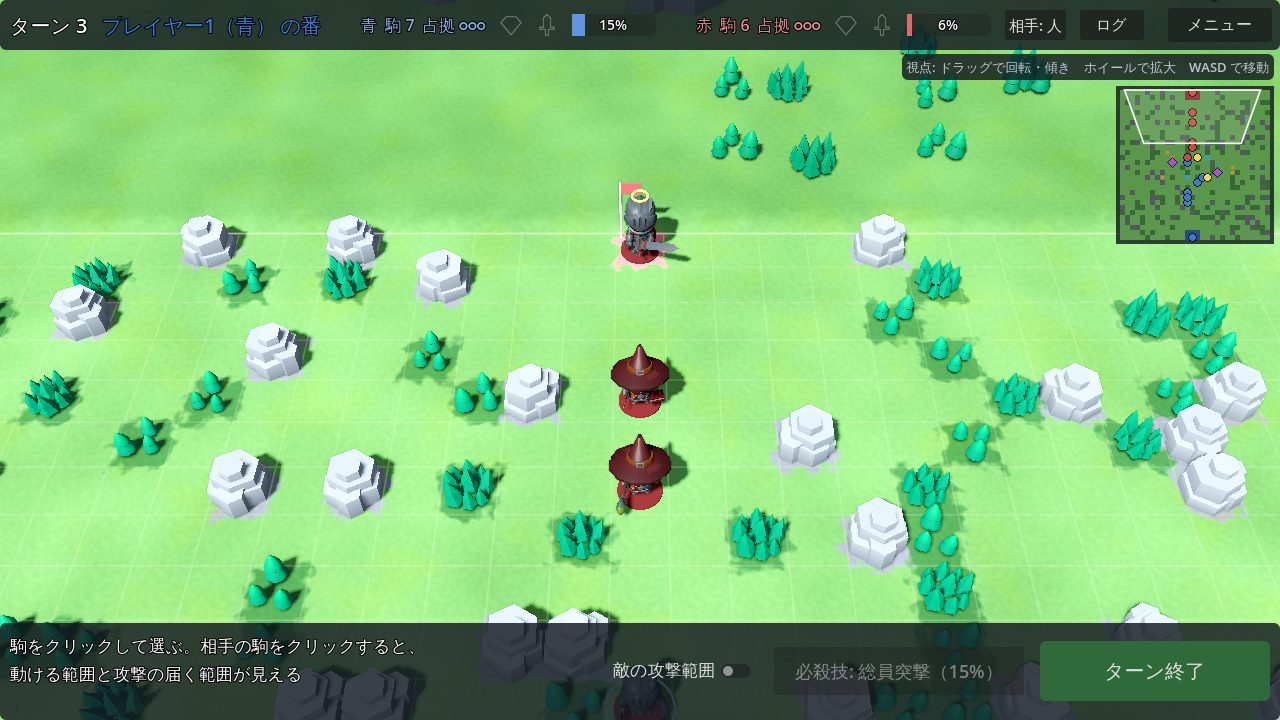 ターン 3 プレイヤー1（青）の番 青 駒 7 占拠 15% 赤 駒 6 占拠 6% 相手: 人 ログ メニュー
視点: ドラッグで回転・傾き ホイールで拡大 WASD で移動
駒をクリックして選ぶ。相手の駒をクリックすると、
動ける範囲と攻撃の届く範囲が見える
敵の攻撃範囲 必殺技: 総員突撃（15%） ターン終了